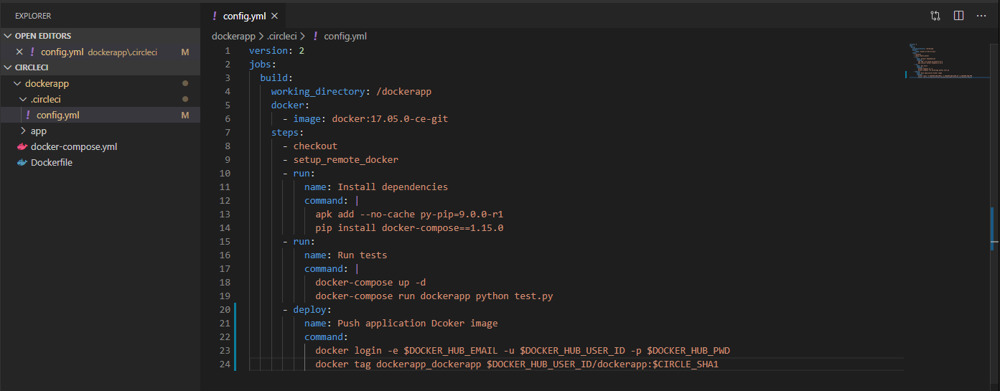 EXPLORER
OPEN EDITORS
config.yml dockerapp\.circleci M
CIRCLECI
dockerapp
.circleci
config.yml M
app
docker-compose.yml
Dockerfile
config.yml
dockerapp > .circleci > ! config.yml
1 version: 2
2 jobs:
3 build:
4 working_directory: /dockerapp
5 docker:
6 - image: docker:17.05.0-ce-git
7 steps:
8 - checkout
9 - setup_remote_docker
10 - run:
11 name: Install dependencies
12 command: |
13 apk add --no-cache py-pip=9.0.0-r1
14 pip install docker-compose==1.15.0
15 - run:
16 name: Run tests
17 command: |
18 docker-compose up -d
19 docker-compose run dockerapp python test.py
20 - deploy:
21 name: Push application Dcoker image
22 command:
23 docker login -e $DOCKER_HUB_EMAIL -u $DOCKER_HUB_USER_ID -p $DOCKER_HUB_PWD
24 docker tag dockerapp_dockerapp $DOCKER_HUB_USER_ID/dockerapp:$CIRCLE_SHA1